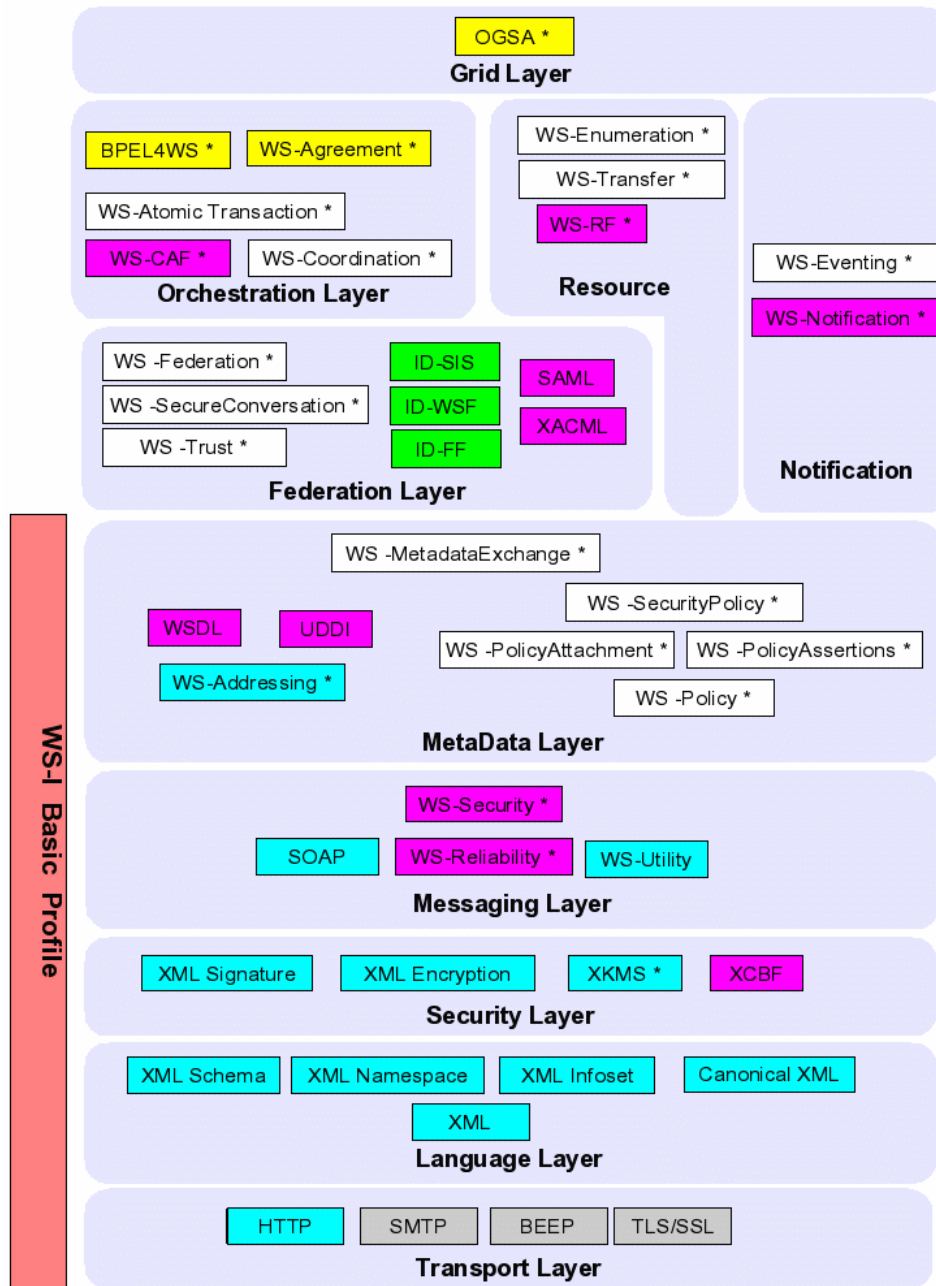 OGSA *
Grid Layer
BPEL4WS *
WS-Agreement *
WS-Atomic Transaction *
WS-CAF *
WS-Coordination *
Orchestration Layer
WS-Enumeration *
WS-Transfer *
WS-RF *
Resource
WS-Eventing *
WS-Notification *
Notification
WS -Federation *
WS -SecureConversation *
WS -Trust *
ID-SIS
ID-WSF
ID-FF
SAML
XACML
Federation Layer
WS-I Basic Profile
WS -MetadataExchange *
WS -SecurityPolicy *
WSDL
UDDI
WS -PolicyAttachment *
WS -PolicyAssertions *
WS-Addressing *
WS -Policy *
MetaData Layer
WS-Security *
SOAP
WS-Reliability *
WS-Utility
Messaging Layer
XML Signature
XML Encryption
XKMS *
XCBF
Security Layer
XML Schema
XML Namespace
XML Infoset
Canonical XML
XML
Language Layer
HTTP
SMTP
BEEP
TLS/SSL
Transport Layer